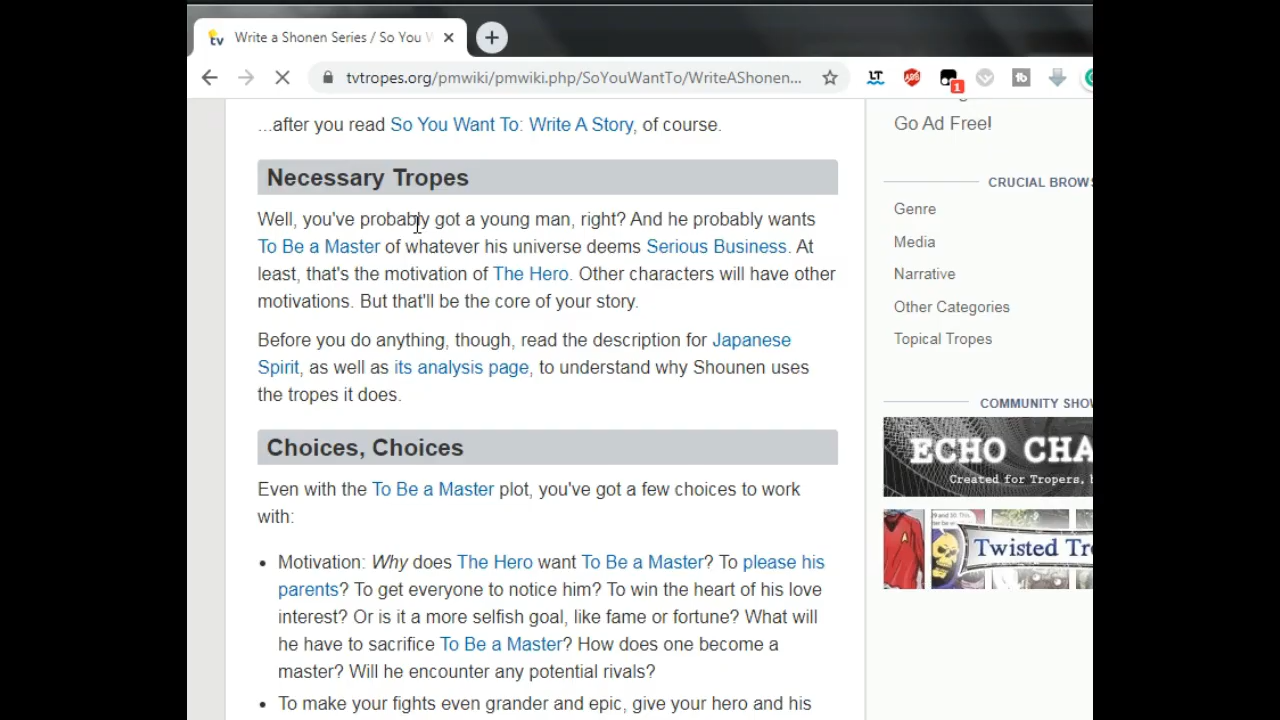 Write a Shonen Series / So You W
tvtropes.org/pmwiki/pmwiki.php/SoYouWantTo/WriteAShonen...
1
...after you read So You Want To: Write A Story, of course.
Necessary Tropes
Well, you've probably got a young man, right? And he probably wants
To Be a Master of whatever his universe deems Serious Business. At
least, that's the motivation of The Hero. Other characters will have other
motivations. But that'll be the core of your story.
Before you do anything, though, read the description for Japanese
Spirit, as well as its analysis page, to understand why Shounen uses
the tropes it does.
Choices, Choices
Even with the To Be a Master plot, you've got a few choices to work
with:
• Motivation: Why does The Hero want To Be a Master? To please his
parents? To get everyone to notice him? To win the heart of his love
interest? Or is it a more selfish goal, like fame or fortune? What will
he have to sacrifice To Be a Master? How does one become a
master? Will he encounter any potential rivals?
• To make your fights even grander and epic, give your hero and his
Go Ad Free!
CRUCIAL BROW
Genre
Media
Narrative
Other Categories
Topical Tropes
COMMUNITY SHO
ECHO CHA
Created for Tropers, b
Twisted Tr